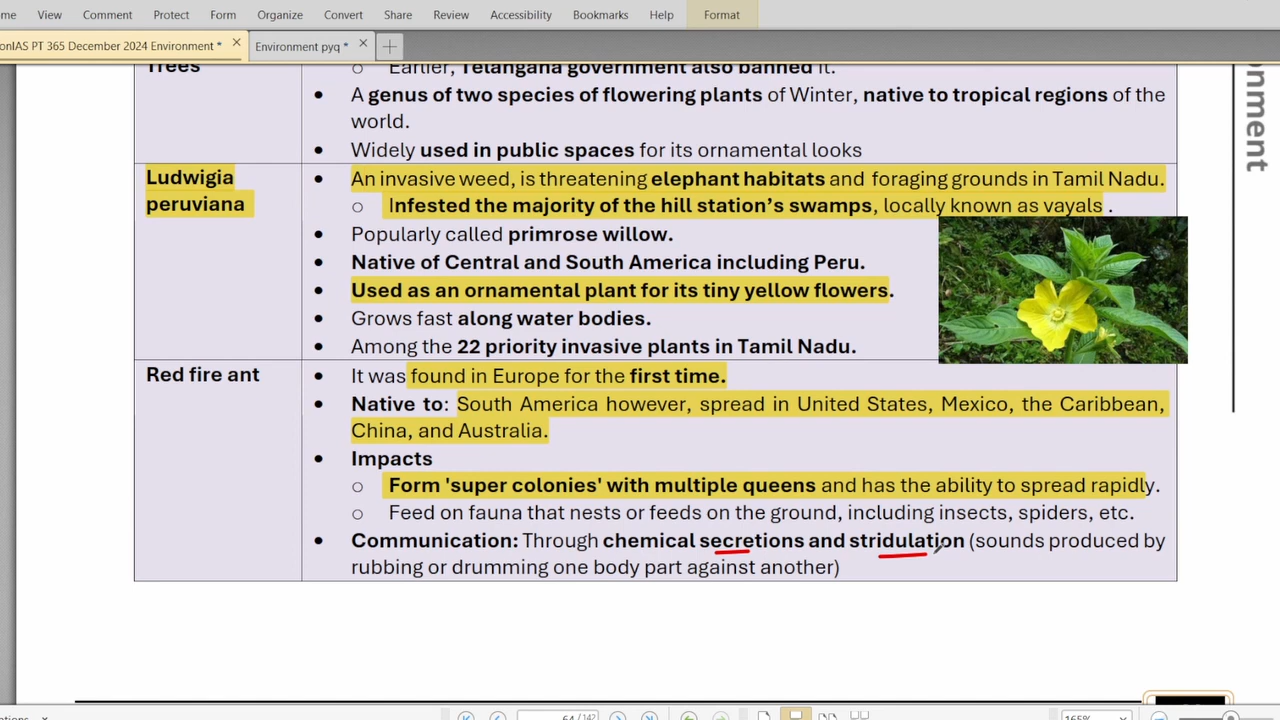 View Comment Protect Form Organize Convert Share Review Accessibility Bookmarks Help Format
onIAS PT 365 December 2024 Environment * × Environment pyq * × +
Trees
○ Earlier, Telangana government also banned it.
• A genus of two species of flowering plants of Winter, native to tropical regions of the
world.
• Widely used in public spaces for its ornamental looks
Ludwigia
peruviana
• An invasive weed, is threatening elephant habitats and foraging grounds in Tamil Nadu.
○ Infested the majority of the hill station’s swamps, locally known as vayals .
• Popularly called primrose willow.
• Native of Central and South America including Peru.
• Used as an ornamental plant for its tiny yellow flowers.
• Grows fast along water bodies.
• Among the 22 priority invasive plants in Tamil Nadu.
Red fire ant
• It was found in Europe for the first time.
• Native to: South America however, spread in United States, Mexico, the Caribbean,
China, and Australia.
• Impacts
○ Form 'super colonies' with multiple queens and has the ability to spread rapidly.
○ Feed on fauna that nests or feeds on the ground, including insects, spiders, etc.
• Communication: Through chemical secretions and stridulation (sounds produced by
rubbing or drumming one body part against another)
nment
64 / 142
165%